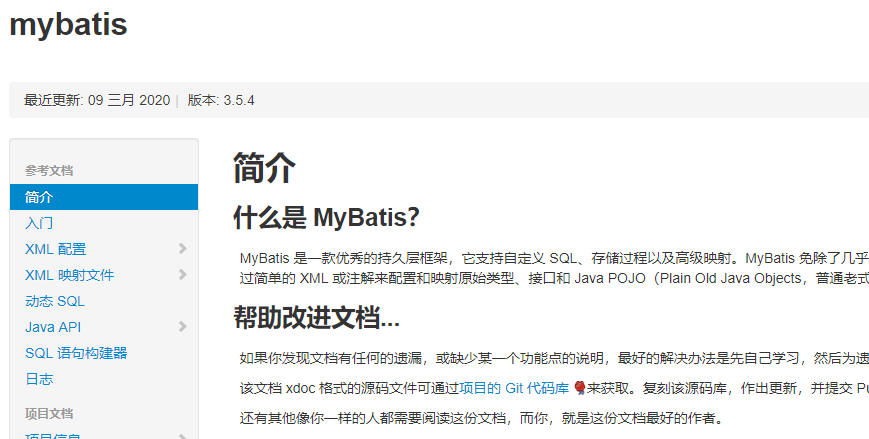 mybatis
最近更新: 09 三月 2020 | 版本: 3.5.4
参考文档
简介
入门
XML 配置
XML 映射文件
动态 SQL
Java API
SQL 语句构建器
日志
项目文档
项目信息
简介
什么是 MyBatis?
MyBatis 是一款优秀的持久层框架，它支持自定义 SQL、存储过程以及高级映射。MyBatis 免除了几乎
过简单的 XML 或注解来配置和映射原始类型、接口和 Java POJO（Plain Old Java Objects，普通老式
帮助改进文档...
如果你发现文档有任何的遗漏，或缺少某一个功能点的说明，最好的解决办法是先自己学习，然后为遗
该文档 xdoc 格式的源码文件可通过项目的 Git 代码库 来获取。复刻该源码库，作出更新，并提交 Pu
还有其他像你一样的人都需要阅读这份文档，而你，就是这份文档最好的作者。